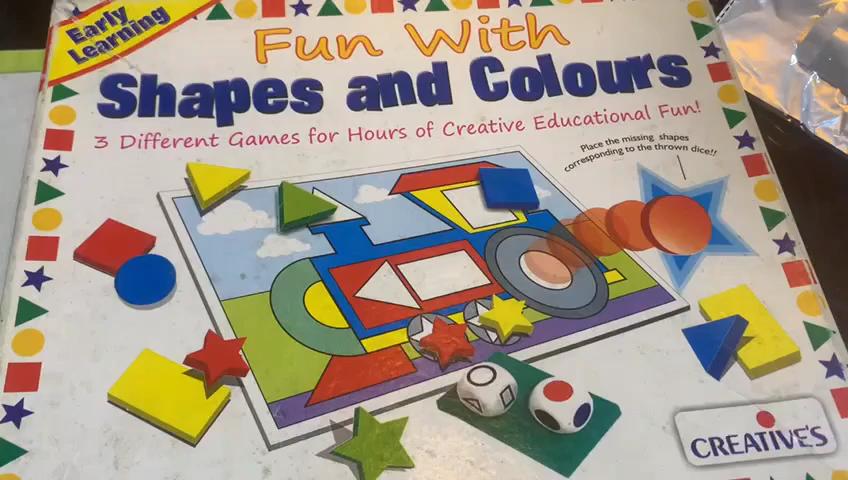 Early
Learning
Fun With
Shapes and Colours
3 Different Games for Hours of Creative Educational Fun!
Place the missing shapes
corresponding to the thrown dice!!
CREATIVE'S